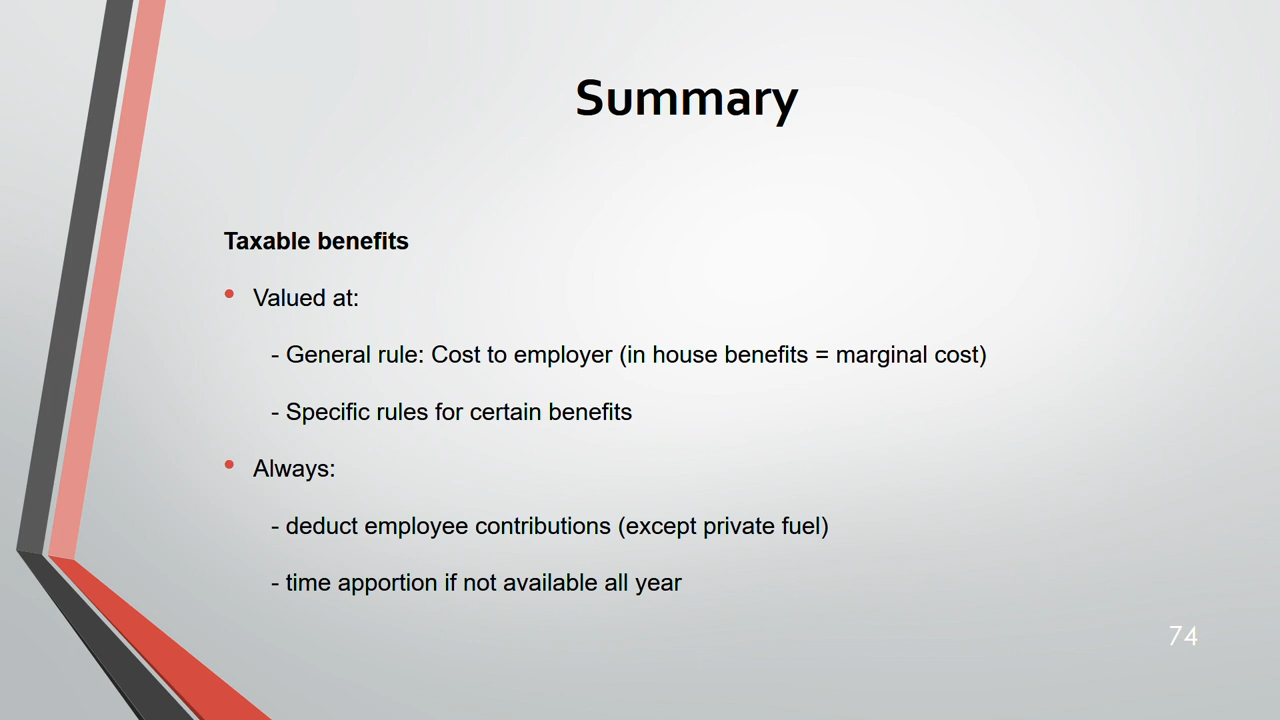 Summary
Taxable benefits
• Valued at:
- General rule: Cost to employer (in house benefits = marginal cost)
- Specific rules for certain benefits
• Always:
- deduct employee contributions (except private fuel)
- time apportion if not available all year
74